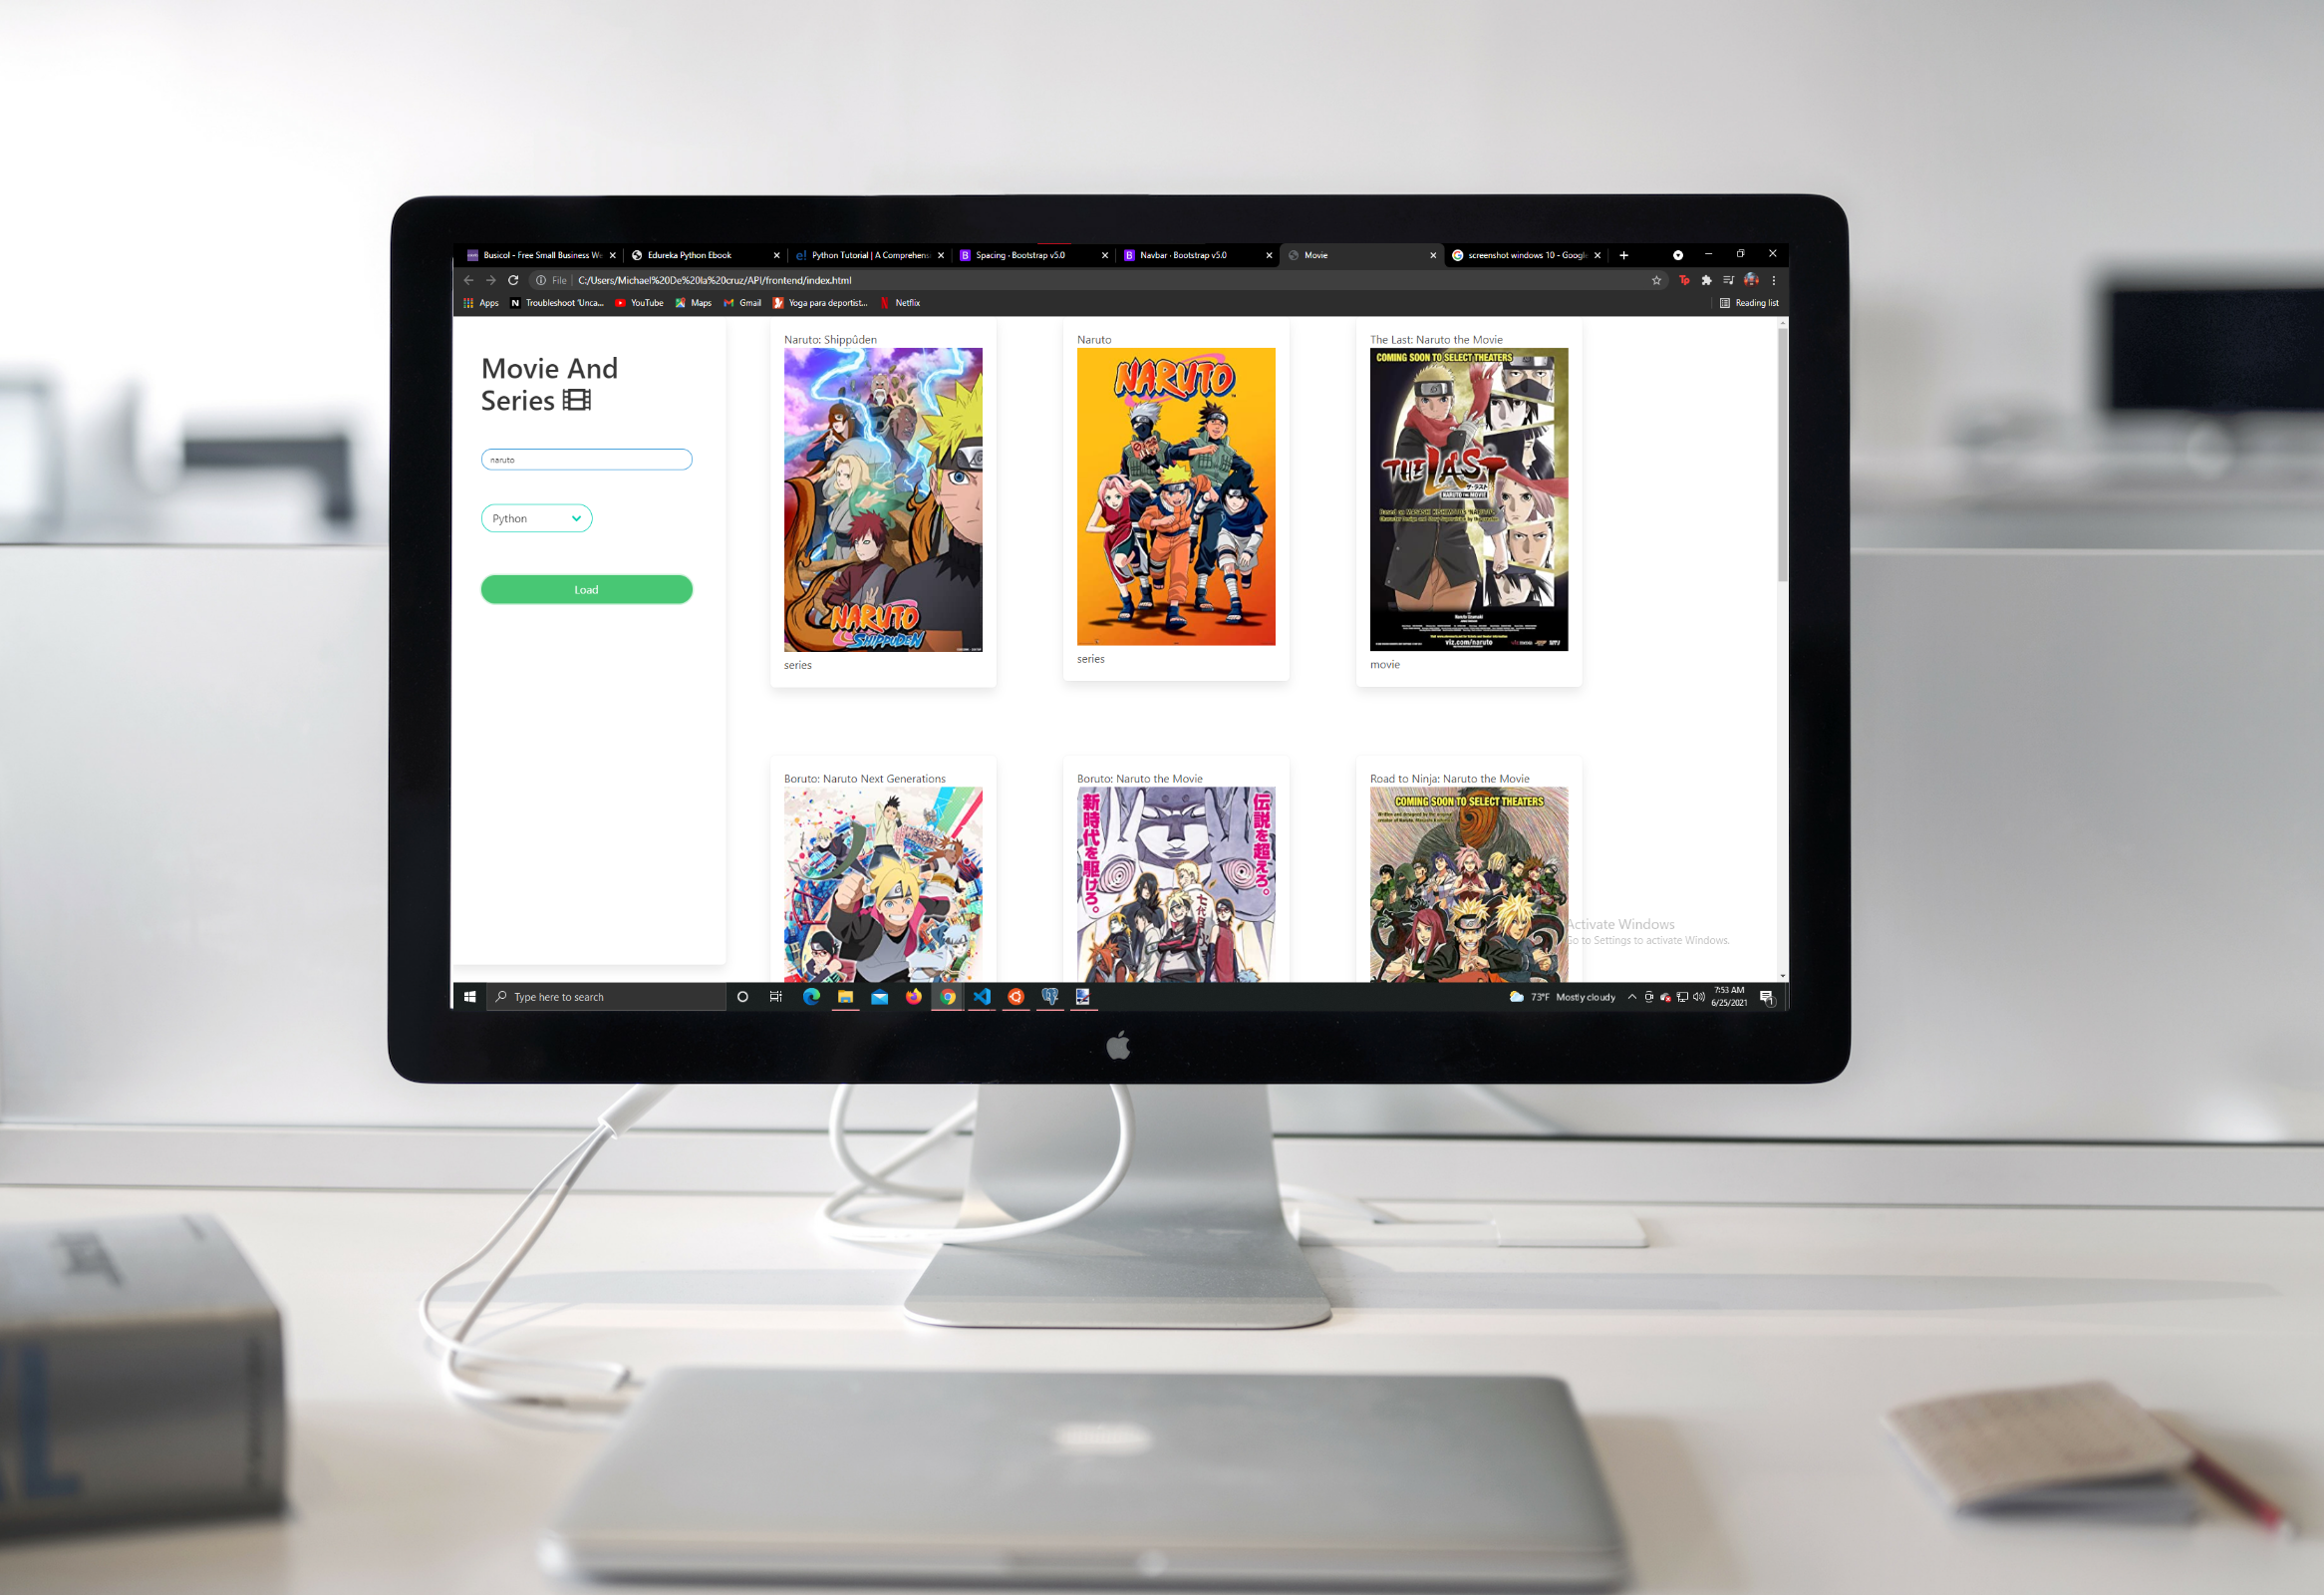 Busicol - Free Small Business We
Edureka Python Ebook
Python Tutorial | A Comprehens
Spacing · Bootstrap v5.0
Navbar · Bootstrap v5.0
Movie
screenshot windows 10 - Google
File | C:/Users/Michael%20De%20la%20cruz/API/frontend/index.html
Apps
Troubleshoot 'Unca...
YouTube
Maps
Gmail
Yoga para deportist...
Netflix
Reading list
Movie And
Series
naruto
Python
Load
Naruto: Shippûden
NARUTO
SHIPPUDEN
series
Naruto
NARUTO
series
The Last: Naruto the Movie
COMING SOON TO SELECT THEATERS
THE LAST
ザ・ラスト
NARUTO THE MOVIE
viz.com/naruto
movie
Boruto: Naruto Next Generations
Boruto: Naruto the Movie
伝説を超えろ。
新時代を駆けろ。
Road to Ninja: Naruto the Movie
COMING SOON TO SELECT THEATERS
Activate Windows
Go to Settings to activate Windows.
Type here to search
73°F Mostly cloudy
7:53 AM
6/25/2021